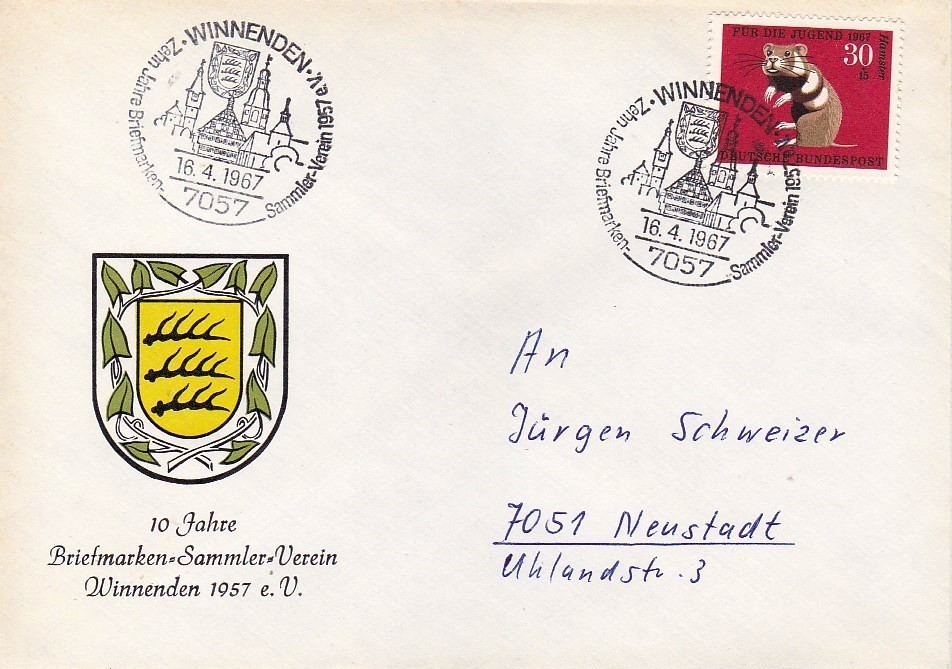 · WINNENDEN · e.V.
Zehn Jahre Briefmarken-Sammler-Verein 1957
16. 4. 1967
7057
FÜR DIE JUGEND 1967
Hamster
30
+15
DEUTSCHE BUNDESPOST
· WINNENDEN · e.V.
Zehn Jahre Briefmarken-Sammler-Verein 1957
16. 4. 1967
7057
An
Jürgen Schweizer
7051 Neustadt
Uhlandstr. 3
10 Jahre
Briefmarken-Sammler-Verein
Winnenden 1957 e. V.